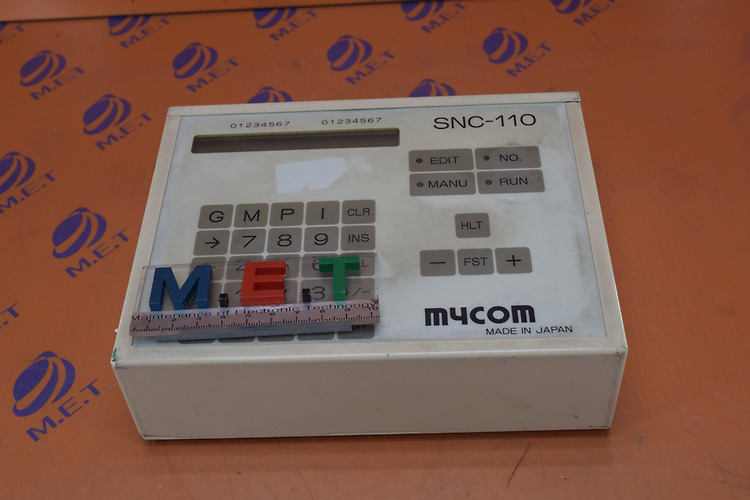 01234567 01234567
SNC-110
EDIT NO.
MANU RUN
G M P I CLR
→ 7 8 9 INS
HLT
− FST +
M.E.T
Maintenance of Electronic Technology
mycom
MADE IN JAPAN
M.E.T
M.E.T
M.E.T
M.E.T
M.E.T
M.E.T
M.E.T
M.E.T